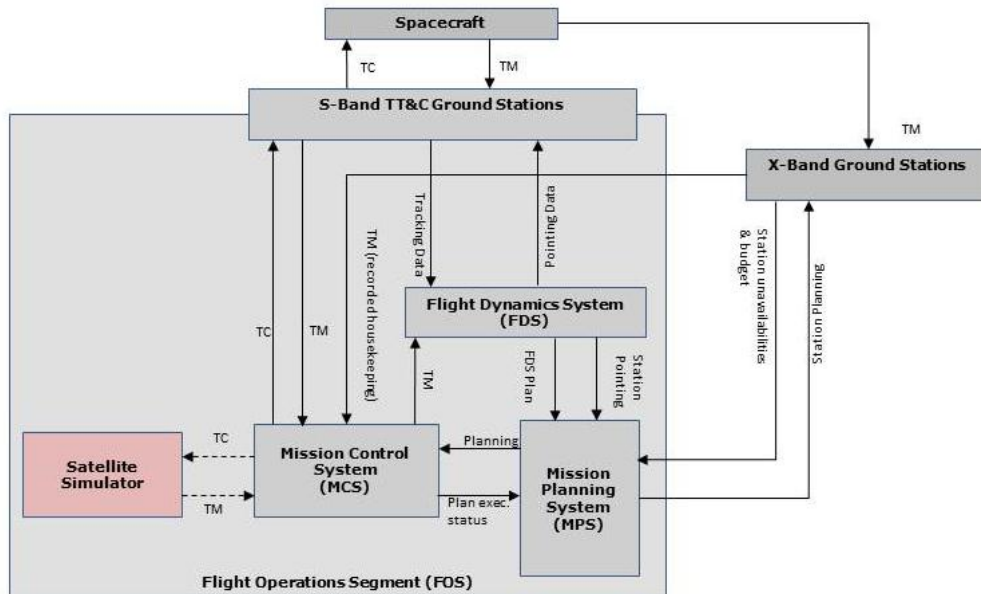 Spacecraft
TC
TM
S-Band TT&C Ground Stations
TM
X-Band Ground Stations
Tracking Data
Pointing Data
Station unavailabilities
& budget
Station Planning
TM (recorded housekeeping)
Flight Dynamics System
(FDS)
TC
TM
TM
FDS Plan
Station
Pointing
Satellite
Simulator
TC
TM
Mission Control
System
(MCS)
Planning
Plan exec.
status
Mission
Planning
System
(MPS)
Flight Operations Segment (FOS)